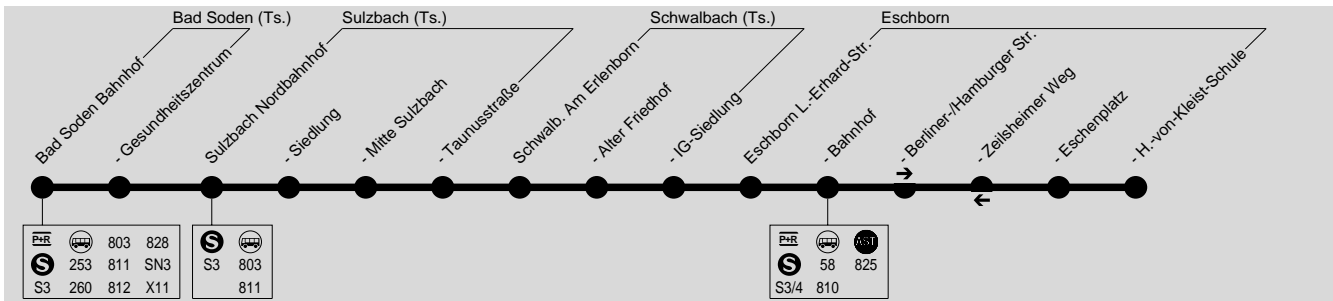 Bad Soden (Ts.)
Sulzbach (Ts.)
Schwalbach (Ts.)
Eschborn
Bad Soden Bahnhof
- Gesundheitszentrum
Sulzbach Nordbahnhof
- Siedlung
- Mitte Sulzbach
- Taunusstraße
Schwalb. Am Erlenborn
- Alter Friedhof
- IG-Siedlung
Eschborn L.-Erhard-Str.
- Bahnhof
- Berliner-/Hamburger Str.
- Zeilsheimer Weg
- Eschenplatz
- H.-von-Kleist-Schule
P+R 803 828
S 253 811 SN3
S3 260 812 X11
S
S3 803
811
P+R AST
S 58 825
S3/4 810